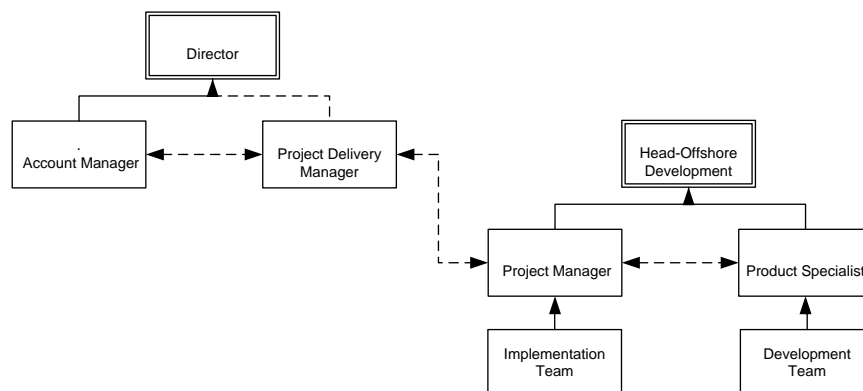 Director
.
Account Manager
Project Delivery
Manager
Head-Offshore
Development
Project Manager
Product Specialist
Implementation
Team
Development
Team